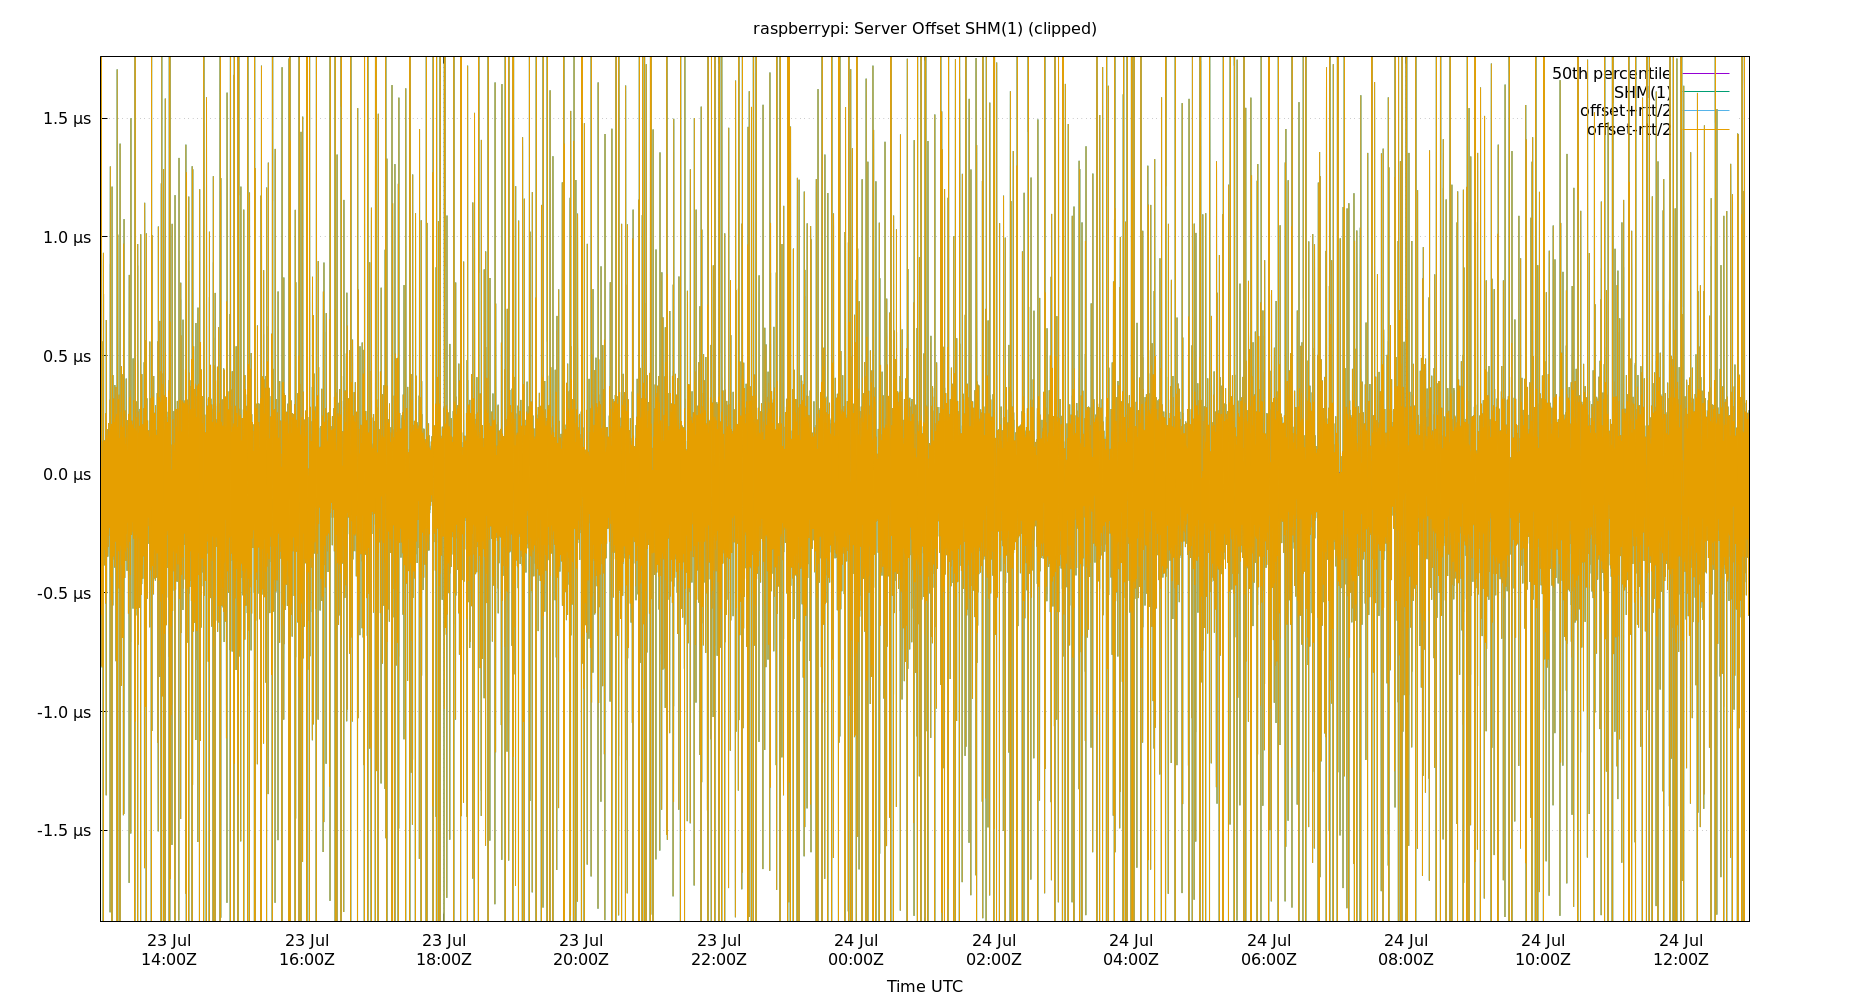 raspberrypi: Server Offset SHM(1) (clipped)
50th percentile
SHM(1)
offset+rtt/2
offset-rtt/2
1.5 µs
1.0 µs
0.5 µs
0.0 µs
-0.5 µs
-1.0 µs
-1.5 µs
23 Jul 23 Jul 23 Jul 23 Jul 23 Jul 24 Jul 24 Jul 24 Jul 24 Jul 24 Jul 24 Jul 24 Jul
14:00Z 16:00Z 18:00Z 20:00Z 22:00Z 00:00Z 02:00Z 04:00Z 06:00Z 08:00Z 10:00Z 12:00Z
Time UTC